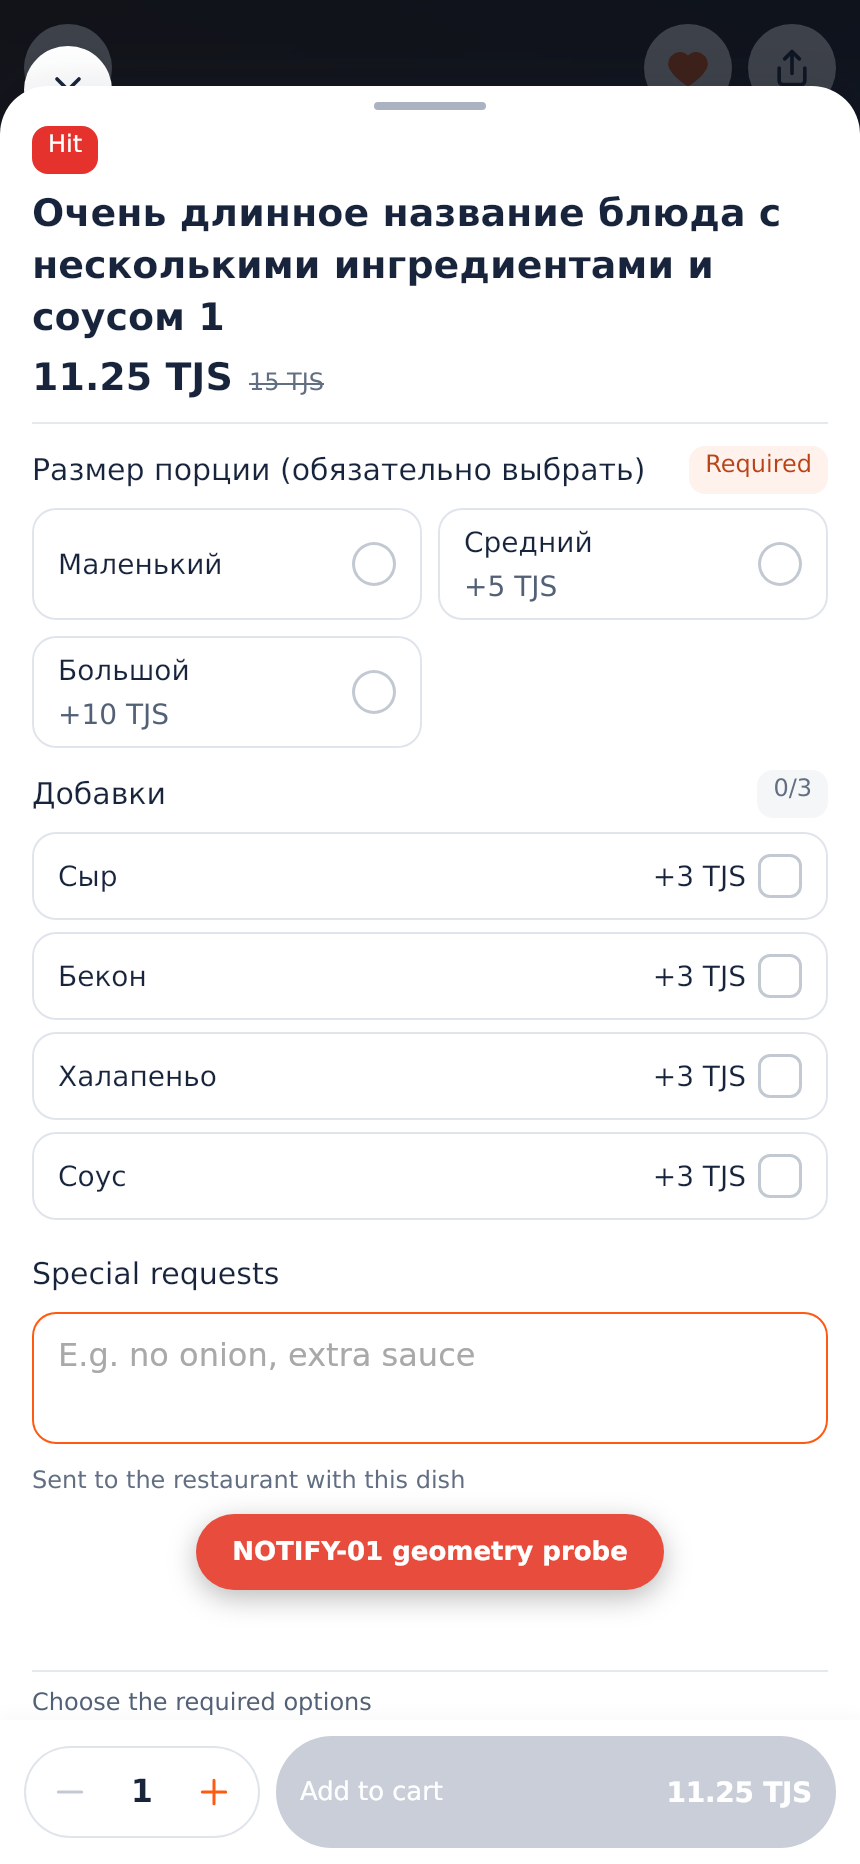 Hit
Очень длинное название блюда с
несколькими ингредиентами и
соусом 1
11.25 TJS 15 TJS
Размер порции (обязательно выбрать) Required
Маленький
Средний
+5 TJS
Большой
+10 TJS
Добавки 0/3
Сыр +3 TJS
Бекон +3 TJS
Халапеньо +3 TJS
Соус +3 TJS
Special requests
E.g. no onion, extra sauce
Sent to the restaurant with this dish
NOTIFY-01 geometry probe
Choose the required options
1
Add to cart 11.25 TJS